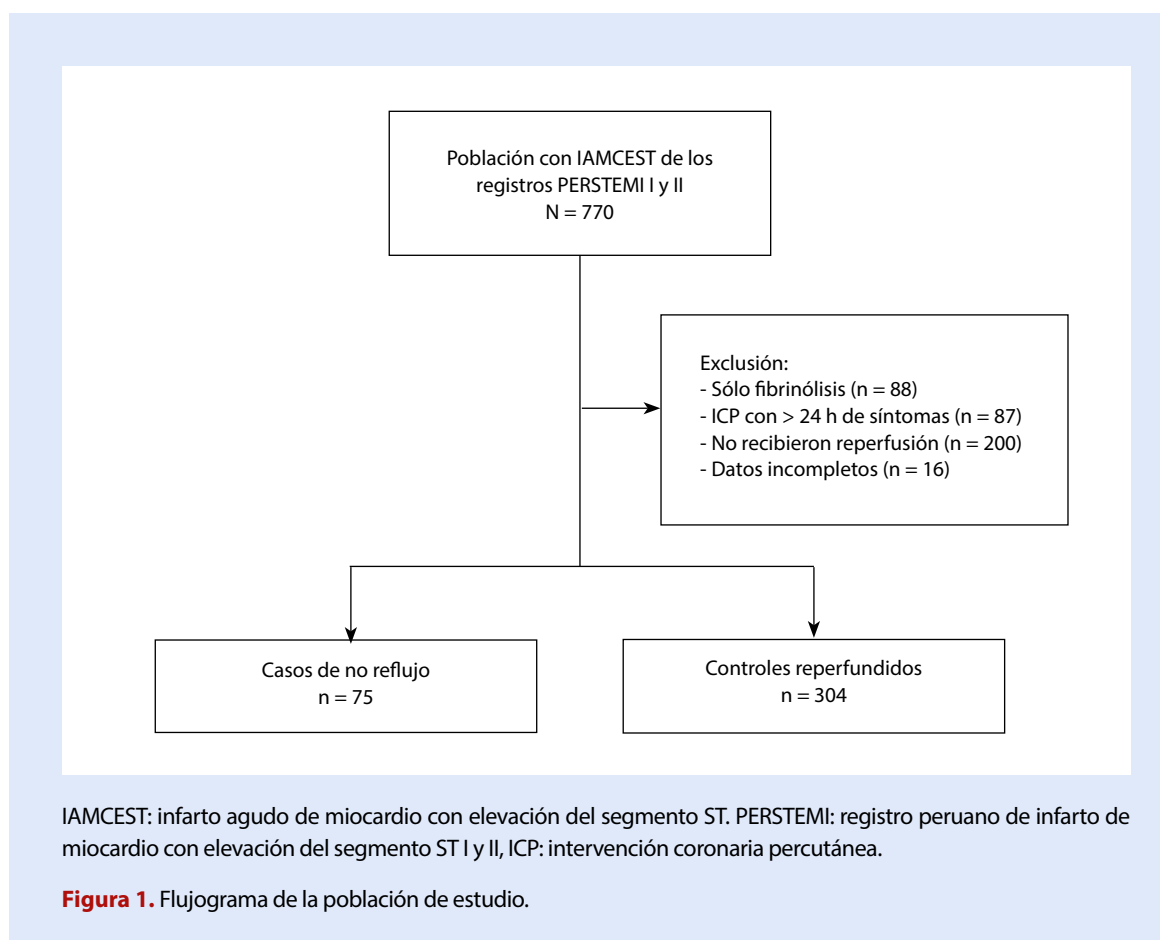 Población con IAMCEST de los
registros PERSTEMI I y II
N = 770
Exclusión:
- Sólo fibrinólisis (n = 88)
- ICP con > 24 h de síntomas (n = 87)
- No recibieron reperfusión (n = 200)
- Datos incompletos (n = 16)
Casos de no reflujo
n = 75
Controles reperfundidos
n = 304
IAMCEST: infarto agudo de miocardio con elevación del segmento ST. PERSTEMI: registro peruano de infarto de
miocardio con elevación del segmento ST I y II, ICP: intervención coronaria percutánea.
Figura 1. Flujograma de la población de estudio.